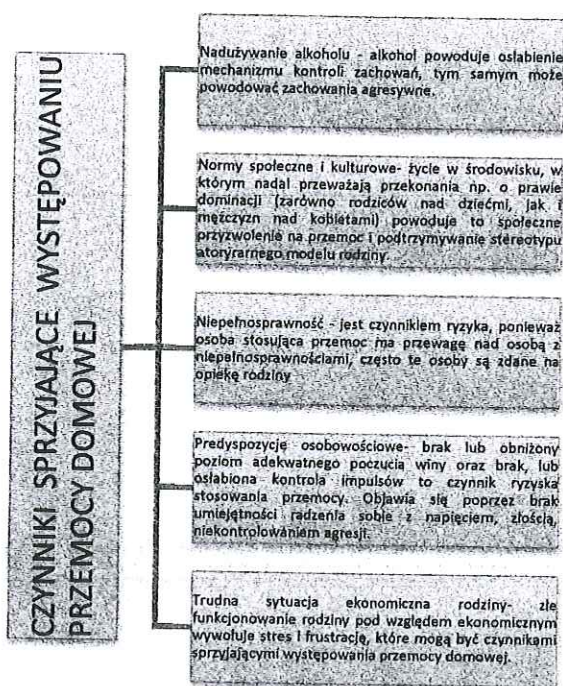 CZYNNIKI SPRZYJAJĄCE WYSTĘPOWANIU
PRZEMOCY DOMOWEJ
Nadużywanie alkoholu - alkohol powoduje osłabienie
mechanizmu kontroli zachowań, tym samym może
powodować zachowania agresywne.
Normy społeczne i kulturowe- życie w środowisku, w
którym nadal przeważają przekonania np. o prawie
dominacji (zarówno rodziców nad dziećmi, jak i
mężczyzn nad kobietami) powoduje to społeczne
przyzwolenie na przemoc i podtrzymywanie stereotypu
atoryrarnego modelu rodziny.
Niepełnosprawność - jest czynnikiem ryzyka, ponieważ
osoba stosująca przemoc ma przewagę nad osobą z
niepełnosprawnościami, często te osoby są zdane na
opiekę rodziny
Predyspozycje osobowościowe- brak lub obniżony
poziom adekwatnego poczucia winy oraz brak, lub
osłabiona kontrola impulsów to czynnik ryzyska
stosowania przemocy. Objawia się poprzez brak
umiejętności radzenia sobie z napięciem, złością,
niekontrolowaniem agresji.
Trudna sytuacja ekonomiczna rodziny- złe
funkcjonowanie rodziny pod względem ekonomicznym
wywołuje stres i frustrację, które mogą być czynnikami
sprzyjającymi występowania przemocy domowej.